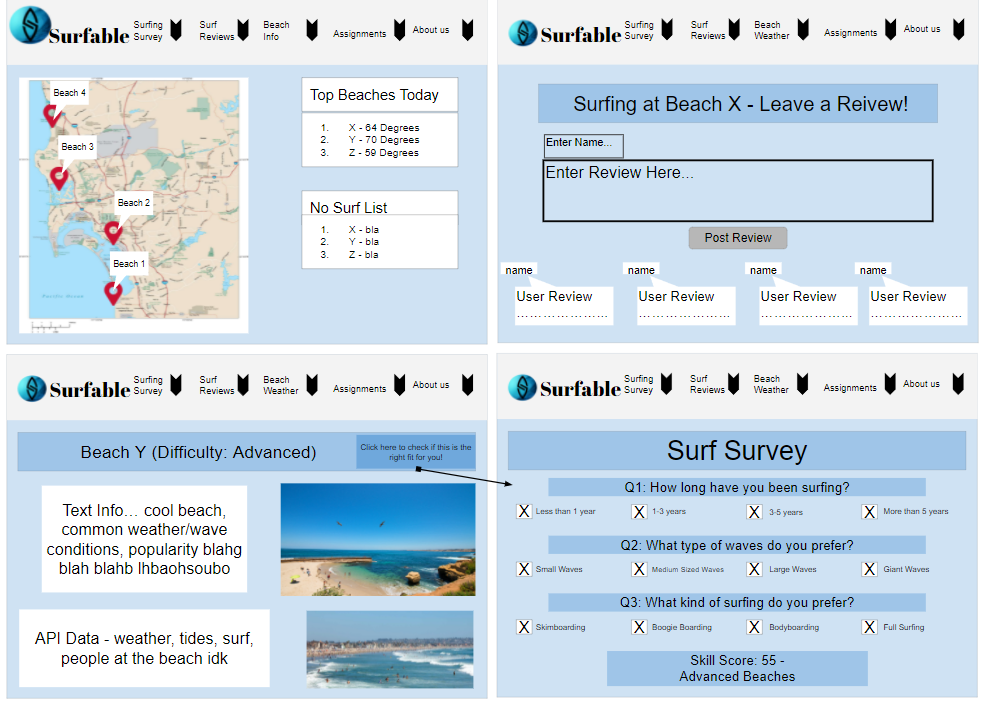 Surfable
Surfing
Survey
Surf
Reviews
Beach
Info
Assignments
About us
Beach 4
Beach 3
Beach 2
Beach 1
Pacific Ocean
Top Beaches Today
1. X - 64 Degrees
2. Y - 70 Degrees
3. Z - 59 Degrees
No Surf List
1. X - bla
2. Y - bla
3. Z - bla
Surfable
Surfing
Survey
Surf
Reviews
Beach
Weather
Assignments
About us
Surfing at Beach X - Leave a Reivew!
Enter Name...
Enter Review Here...
Post Review
name
name
name
name
User Review
User Review
User Review
User Review
Surfable
Surfing
Survey
Surf
Reviews
Beach
Weather
Assignments
About us
Beach Y (Difficulty: Advanced)
Click here to check if this is the
right fit for you!
Text Info... cool beach,
common weather/wave
conditions, popularity blahg
blah blahb lhbaohsoubo
API Data - weather, tides, surf,
people at the beach idk
Surfable
Surfing
Survey
Surf
Reviews
Beach
Weather
Assignments
About us
Surf Survey
Q1: How long have you been surfing?
X Less than 1 year X 1-3 years X 3-5 years X More than 5 years
Q2: What type of waves do you prefer?
X Small Waves X Medium Sized Waves X Large Waves X Giant Waves
Q3: What kind of surfing do you prefer?
X Skimboarding X Boogie Boarding X Bodyboarding X Full Surfing
Skill Score: 55 -
Advanced Beaches